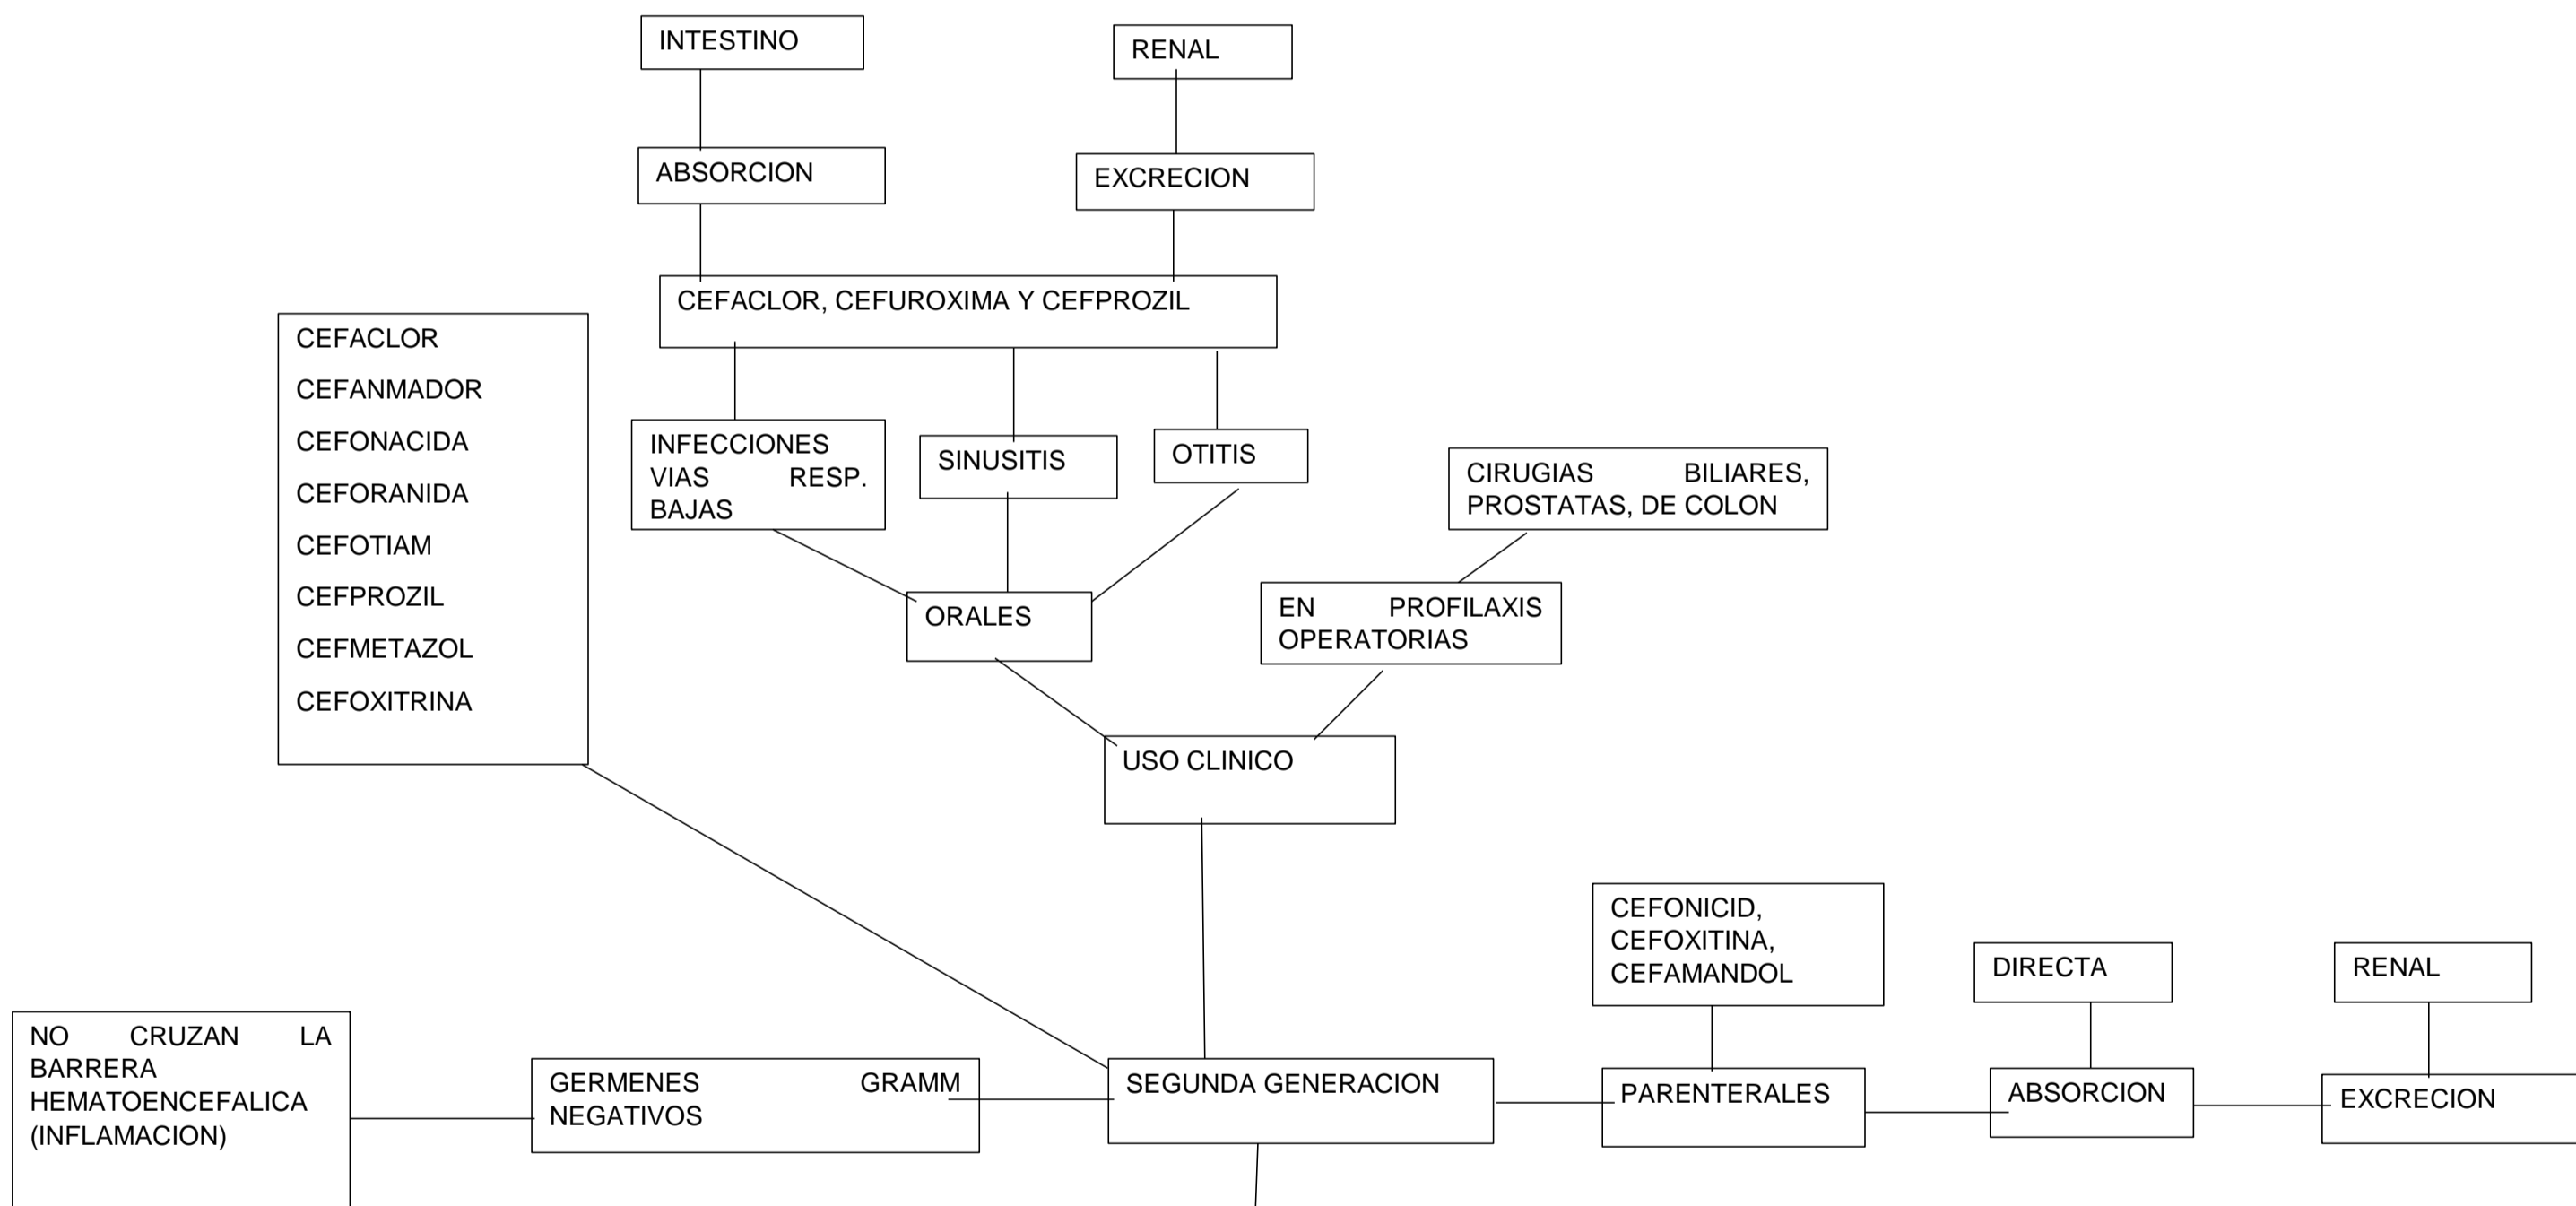 INTESTINO
RENAL
ABSORCION
EXCRECION
CEFACLOR, CEFUROXIMA Y CEFPROZIL
CEFACLOR
CEFANMADOR
CEFONACIDA
CEFORANIDA
CEFOTIAM
CEFPROZIL
CEFMETAZOL
CEFOXITRINA
INFECCIONES
VIAS RESP.
BAJAS
SINUSITIS
OTITIS
CIRUGIAS BILIARES,
PROSTATAS, DE COLON
ORALES
EN PROFILAXIS
OPERATORIAS
USO CLINICO
CEFONICID,
CEFOXITINA,
CEFAMANDOL
DIRECTA
RENAL
NO CRUZAN LA
BARRERA
HEMATOENCEFALICA
(INFLAMACION)
GERMENES GRAMM
NEGATIVOS
SEGUNDA GENERACION
PARENTERALES
ABSORCION
EXCRECION